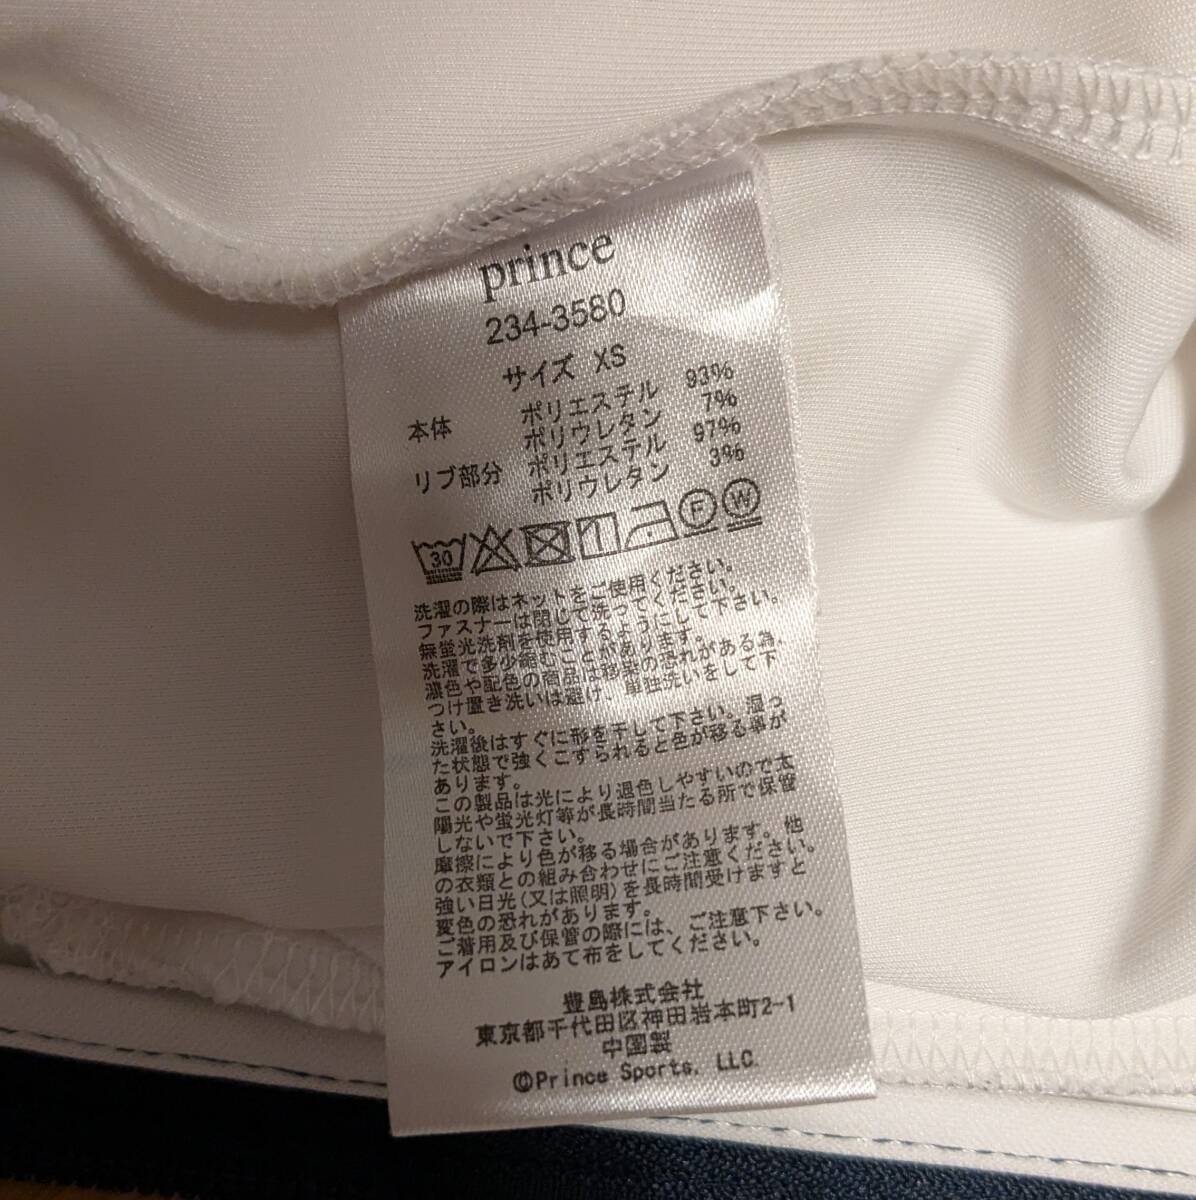 prince
234-3580
サイズ XS
本体 ポリエステル 93%
ポリウレタン 7%
リブ部分 ポリエステル 97%
ポリウレタン 3%
30 F W
洗濯の際はネットをご使用ください。
ファスナーは閉じて洗ってください。
無蛍光洗剤を使用するようにして下さい。
洗濯で多少縮むことがあります。
濃色や配色の商品は移染の恐れがある為、
つけ置き洗いは避け、単独洗いをして下
さい。
洗濯後はすぐに形を干して下さい。湿っ
た状態で強くこすられると色が移る事が
あります。
この製品は光により退色しやすいので太
陽光や蛍光灯等が長時間当たる所で保管
しないで下さい。
摩擦により色が移る場合があります。他
の衣類との組み合わせにご注意ください。
強い日光(又は照明)を長時間受けますと
変色の恐れがあります。
ご着用及び保管の際には、ご注意下さい。
アイロンはあて布をしてください。
豊島株式会社
東京都千代田区神田岩本町2-1
中国製
©Prince Sports, LLC.